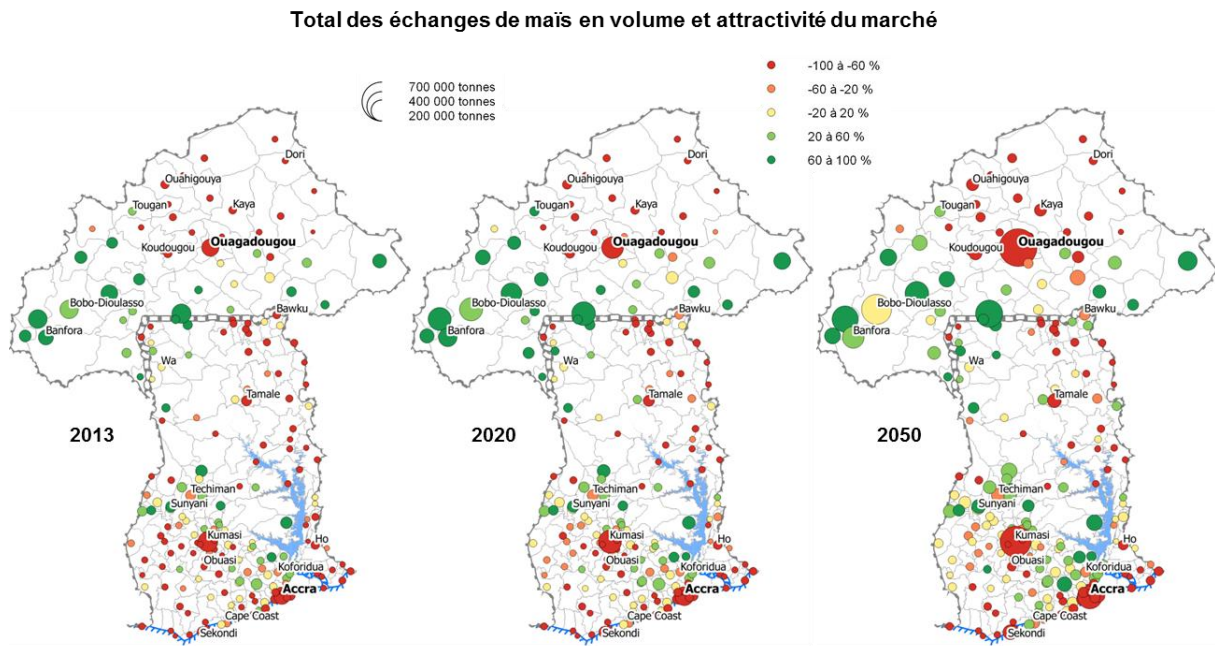 Total des échanges de maïs en volume et attractivité du marché
700 000 tonnes
400 000 tonnes
200 000 tonnes
-100 à -60 %
-60 à -20 %
-20 à 20 %
20 à 60 %
60 à 100 %
Dori
Ouahigouya
Tougan
Kaya
Ouagadougou
Koudougou
Bobo-Dioulasso
Bawku
Banfora
Wa
Tamale
2013
Techiman
Sunyani
Kumasi
Ho
Obuasi
Koforidua
Accra
Cape Coast
Sekondi
Dori
Ouahigouya
Tougan
Kaya
Ouagadougou
Koudougou
Bobo-Dioulasso
Bawku
Banfora
Wa
Tamale
2020
Techiman
Sunyani
Kumasi
Ho
Obuasi
Koforidua
Accra
Cape Coast
Sekondi
Dori
Ouahigouya
Tougan
Kaya
Ouagadougou
Koudougou
Bobo-Dioulasso
Bawku
Banfora
Wa
Tamale
2050
Techiman
Sunyani
Kumasi
Ho
Obuasi
Koforidua
Accra
Cape Coast
Sekondi